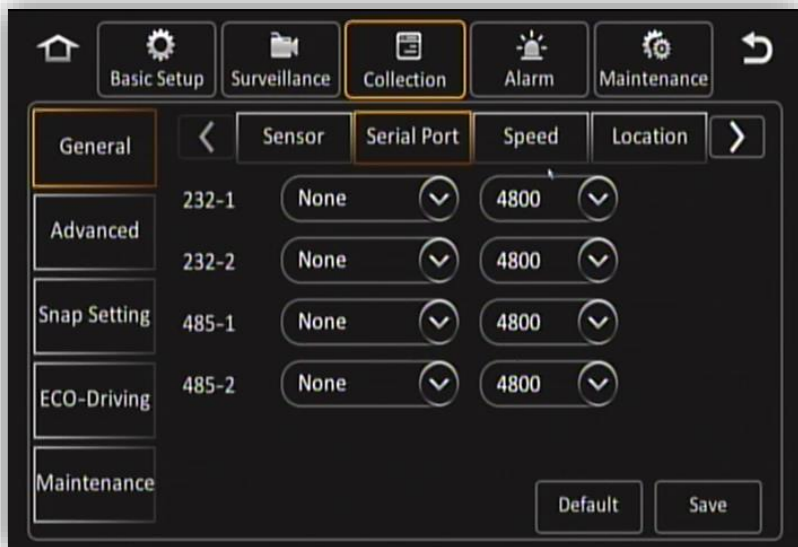 Basic Setup Surveillance Collection Alarm Maintenance
General
Sensor Serial Port Speed Location
232-1 None 4800
Advanced
232-2 None 4800
Snap Setting
485-1 None 4800
ECO-Driving
485-2 None 4800
Maintenance
Default Save